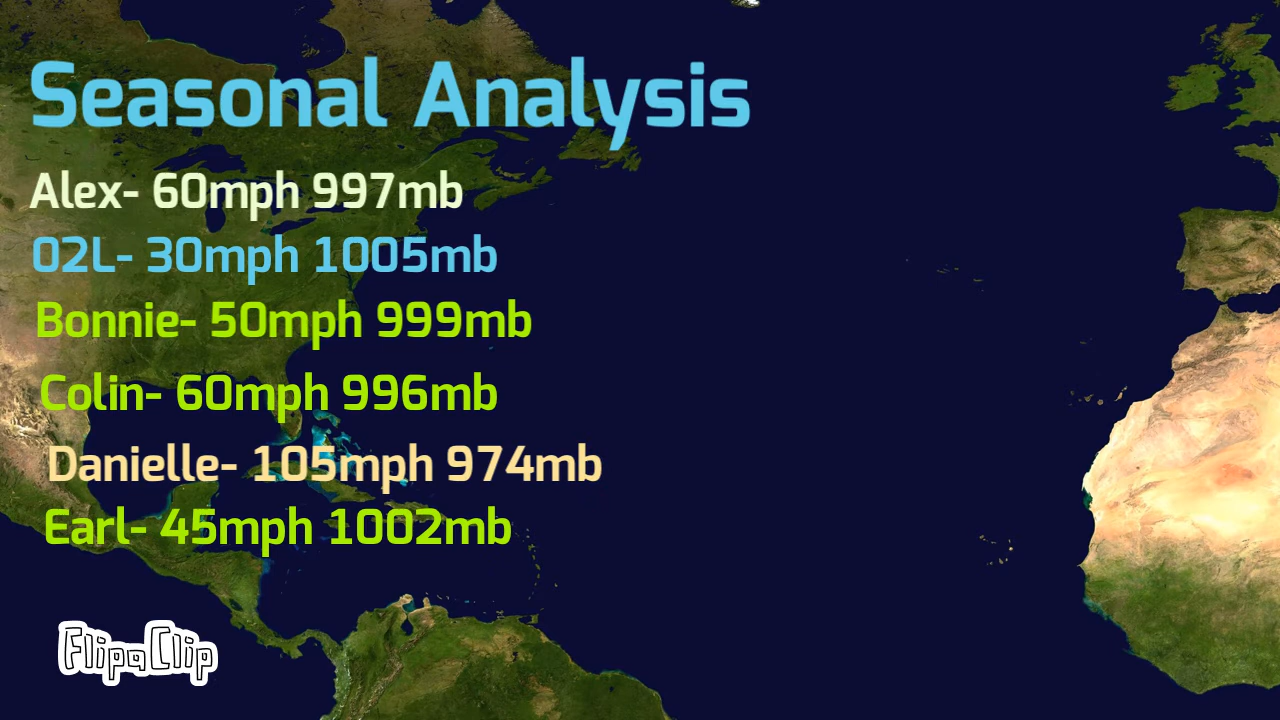 Seasonal Analysis
Alex- 60mph 997mb
02L- 30mph 1005mb
Bonnie- 50mph 999mb
Colin- 60mph 996mb
Danielle- 105mph 974mb
Earl- 45mph 1002mb
FlipaClip